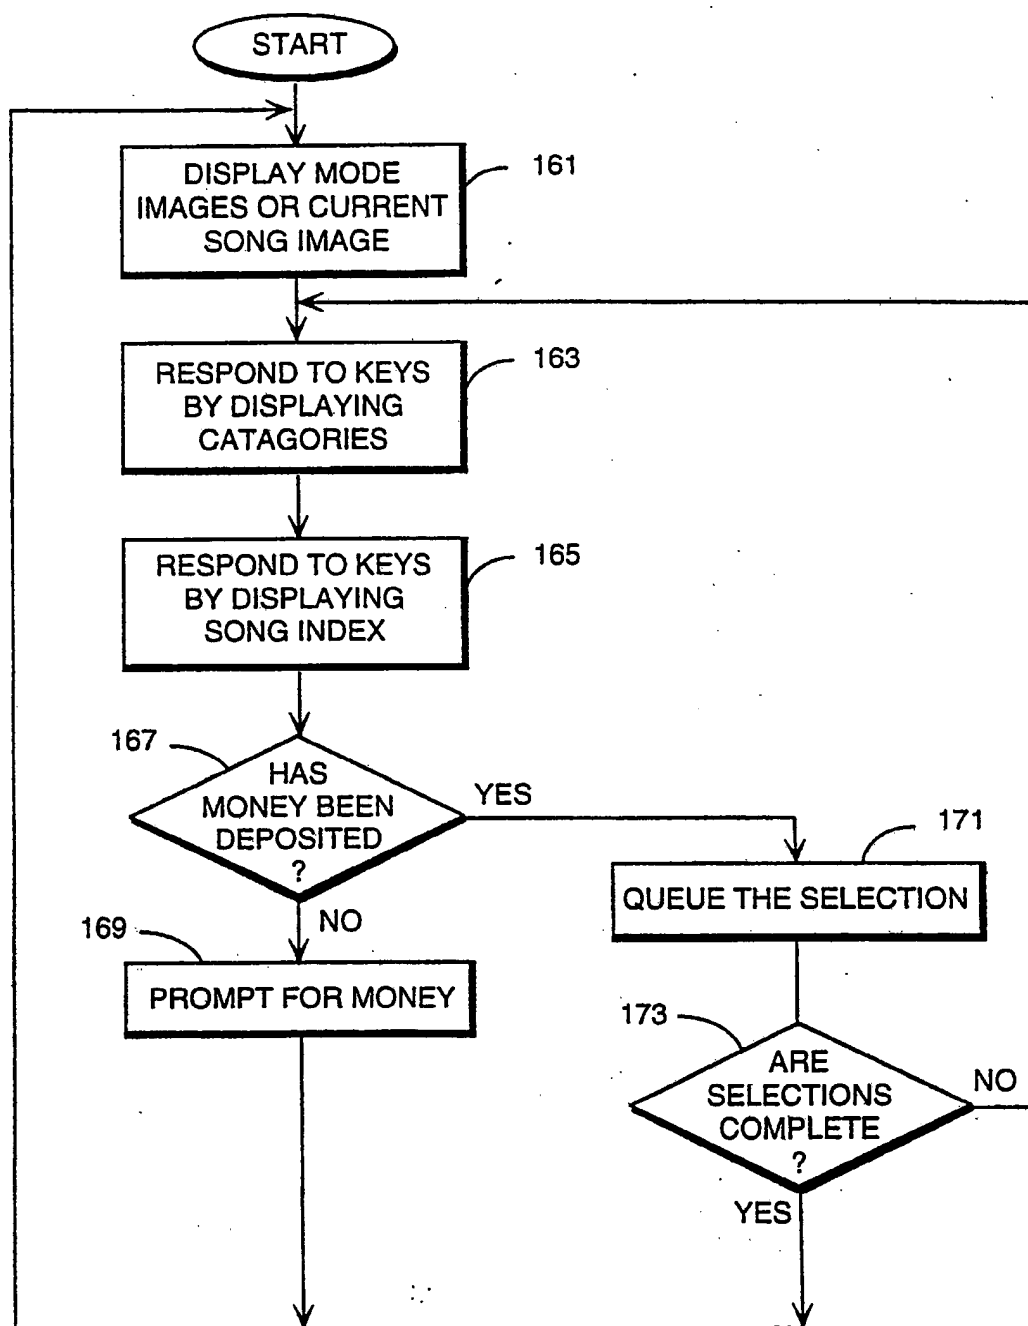 START
DISPLAY MODE
IMAGES OR CURRENT
SONG IMAGE
161
RESPOND TO KEYS
BY DISPLAYING
CATAGORIES
163
RESPOND TO KEYS
BY DISPLAYING
SONG INDEX
165
167
HAS
MONEY BEEN
DEPOSITED
?
YES
NO
171
QUEUE THE SELECTION
169
PROMPT FOR MONEY
173
ARE
SELECTIONS
COMPLETE
?
NO
YES